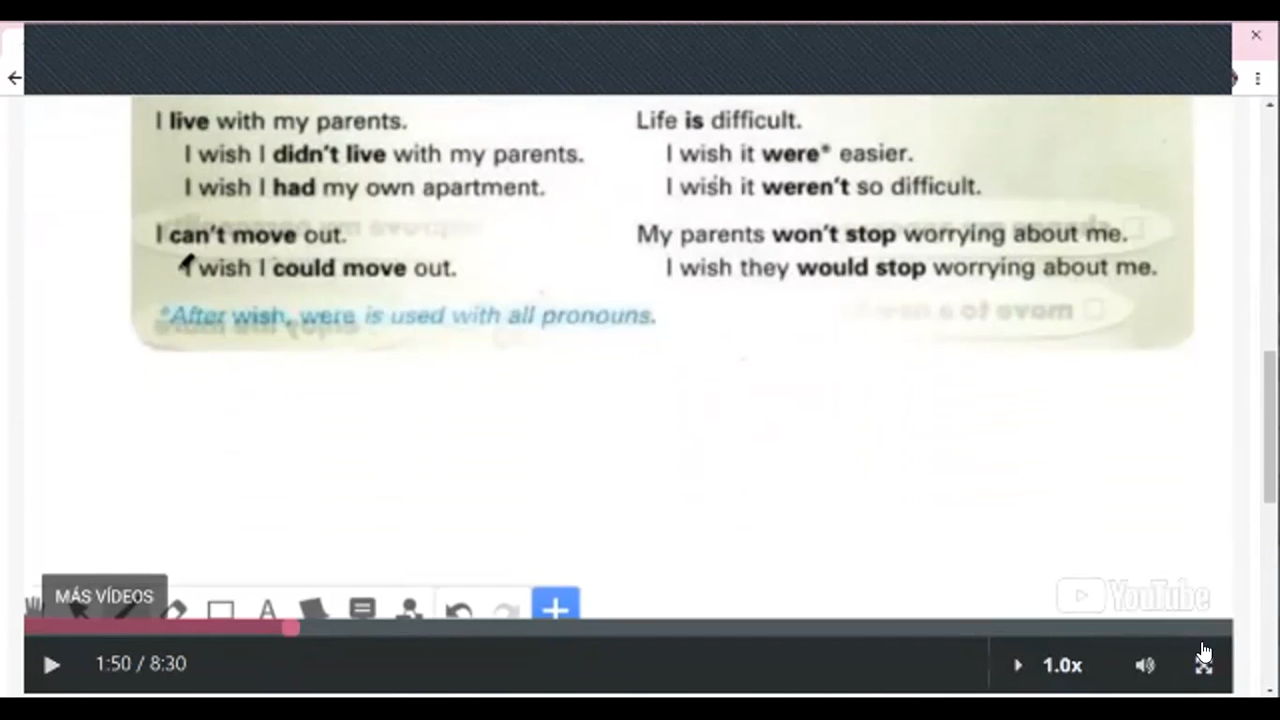 I live with my parents.
I wish I didn't live with my parents.
I wish I had my own apartment.
I can't move out.
I wish I could move out.
Life is difficult.
I wish it were* easier.
I wish it weren't so difficult.
My parents won't stop worrying about me.
I wish they would stop worrying about me.
*After wish, were is used with all pronouns.
MÁS VÍDEOS
A
YouTube
1:50 / 8:30
1.0x